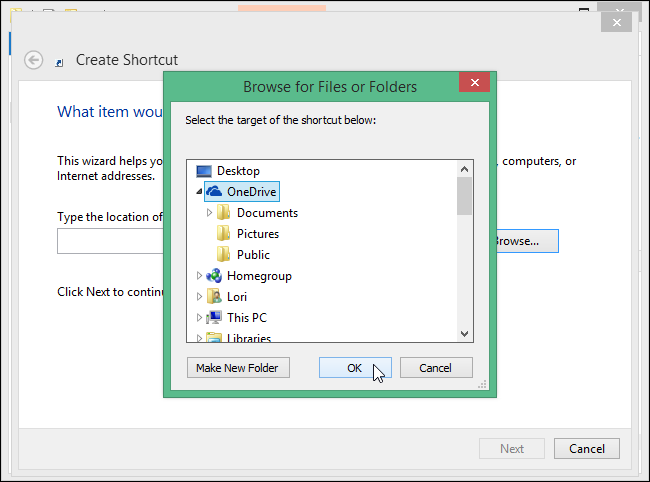 Create Shortcut
Browse for Files or Folders
What item wou
Select the target of the shortcut below:
This wizard helps you
, computers, or
Internet addresses.
Desktop
OneDrive
Documents
Pictures
Public
Homegroup
Lori
This PC
Libraries
Type the location of
Browse...
Click Next to continu
Make New Folder
OK
Cancel
Next
Cancel